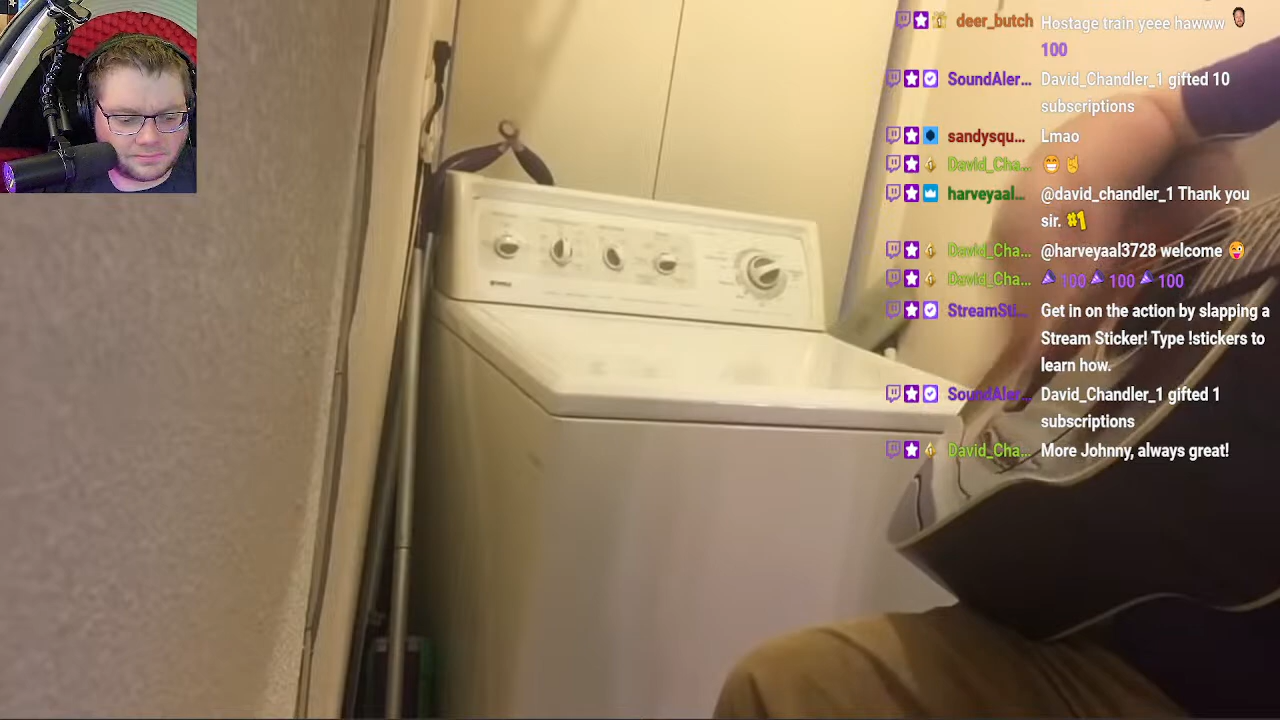 deer_butch Hostage train yeee hawww
100
SoundAler... David_Chandler_1 gifted 10
subscriptions
sandysqu... Lmao
David_Cha...
harveyaal... @david_chandler_1 Thank you
sir. #1
David_Cha... @harveyaal3728 welcome
David_Cha... 100 100 100
StreamSti... Get in on the action by slapping a
Stream Sticker! Type !stickers to
learn how.
SoundAler... David_Chandler_1 gifted 1
subscriptions
David_Cha... More Johnny, always great!